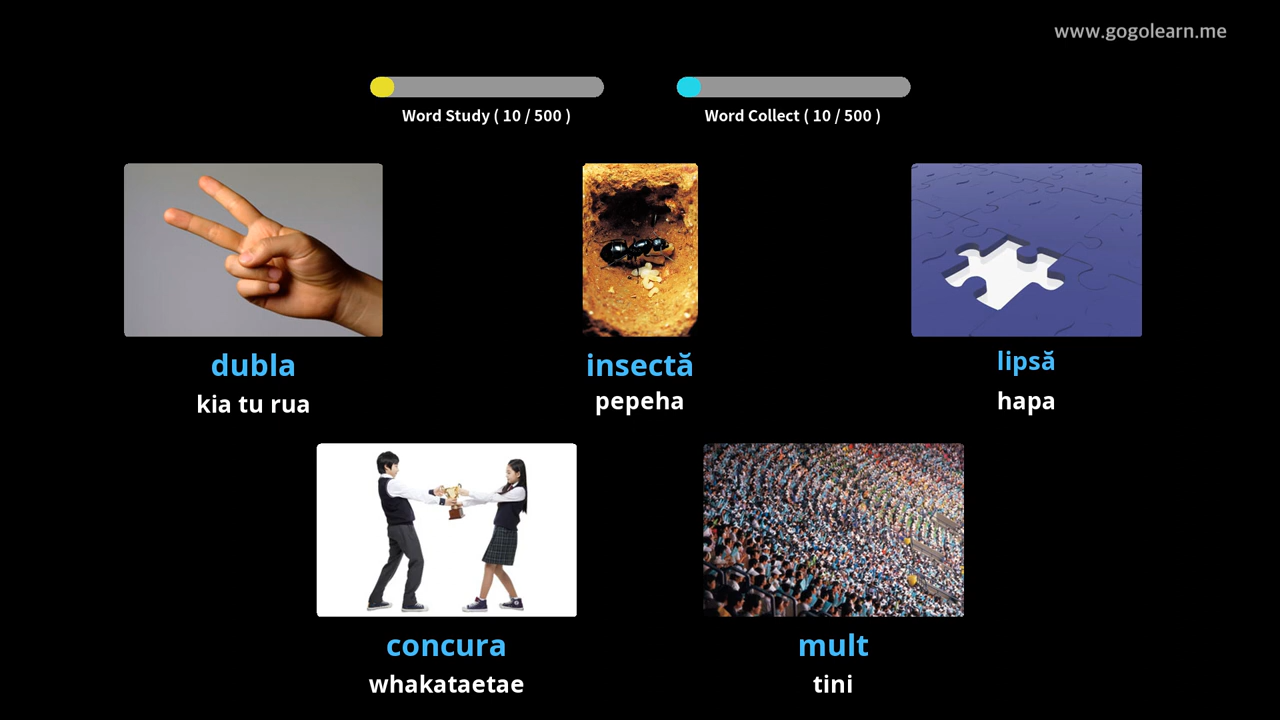 www.gogolearn.me
Word Study ( 10 / 500 )
Word Collect ( 10 / 500 )
dubla
kia tu rua
insectă
pepeha
lipsă
hapa
concura
whakataetae
mult
tini